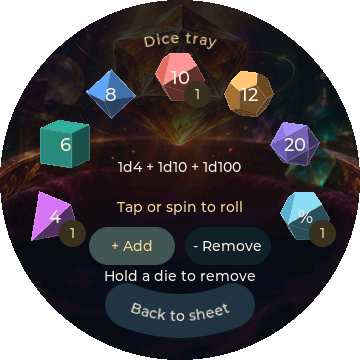 Dice tray
10
1
8
12
6
20
1d4 + 1d10 + 1d100
4
1
%
1
Tap or spin to roll
+ Add
- Remove
Hold a die to remove
Back to sheet